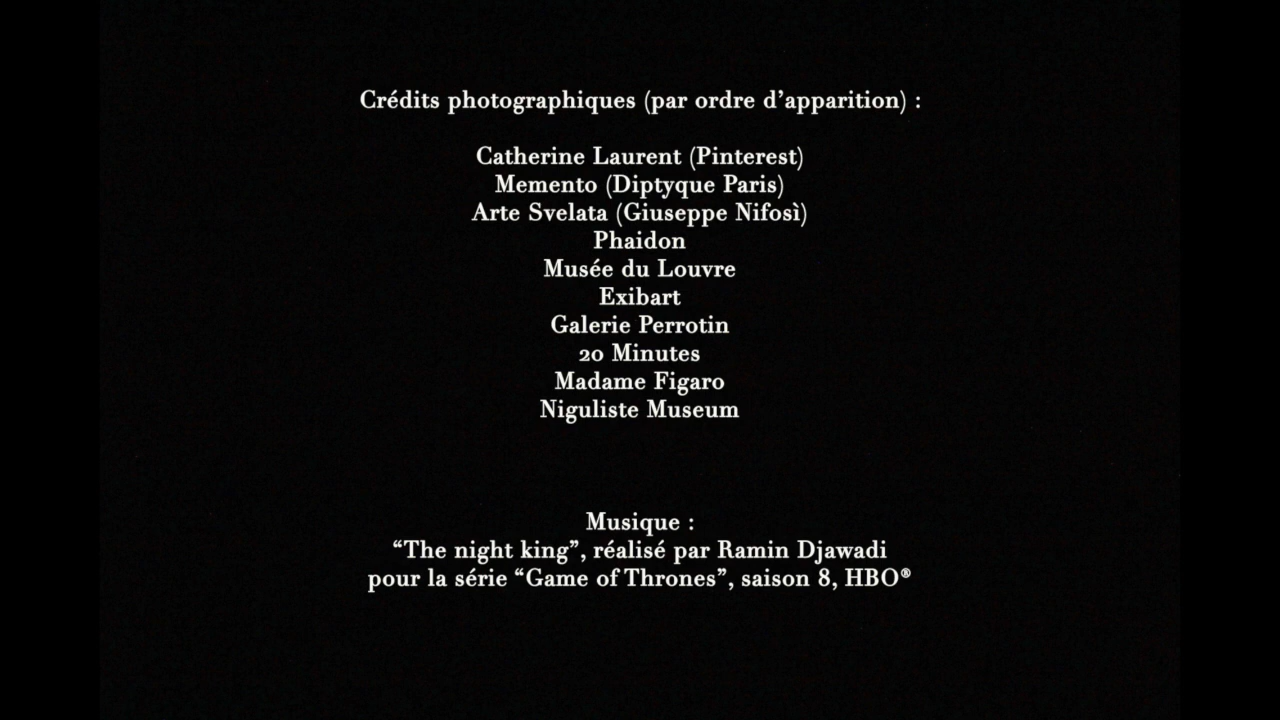 Crédits photographiques (par ordre d’apparition) :
Catherine Laurent (Pinterest)
Memento (Diptyque Paris)
Arte Svelata (Giuseppe Nifosì)
Phaidon
Musée du Louvre
Exibart
Galerie Perrotin
20 Minutes
Madame Figaro
Niguliste Museum
Musique :
“The night king”, réalisé par Ramin Djawadi
pour la série “Game of Thrones”, saison 8, HBO®